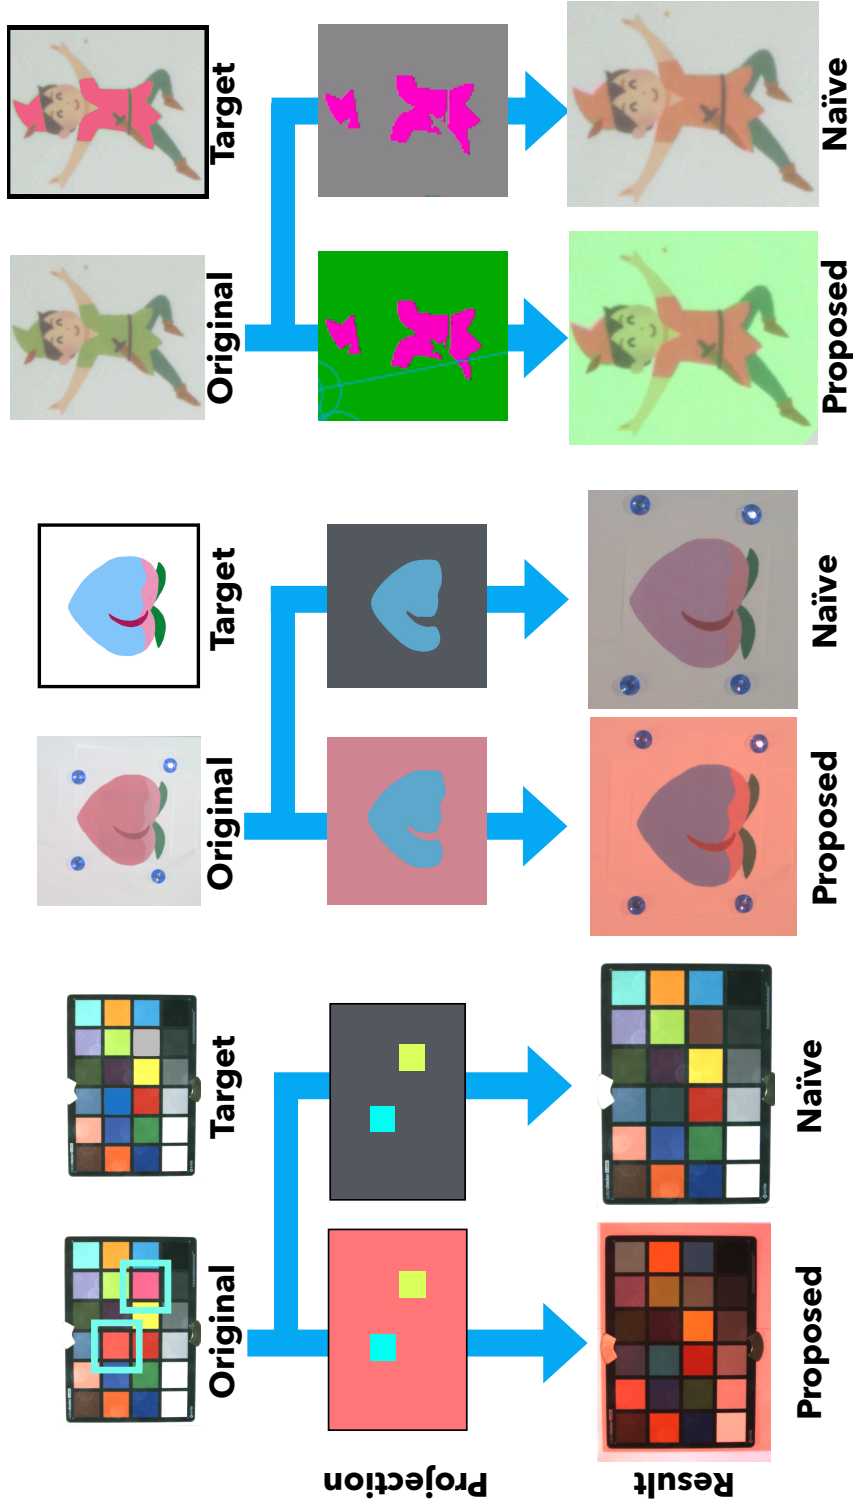 Original
Target
Original
Target
Original
Target
Projection
Result
Proposed
Naïve
Proposed
Naïve
Proposed
Naïve